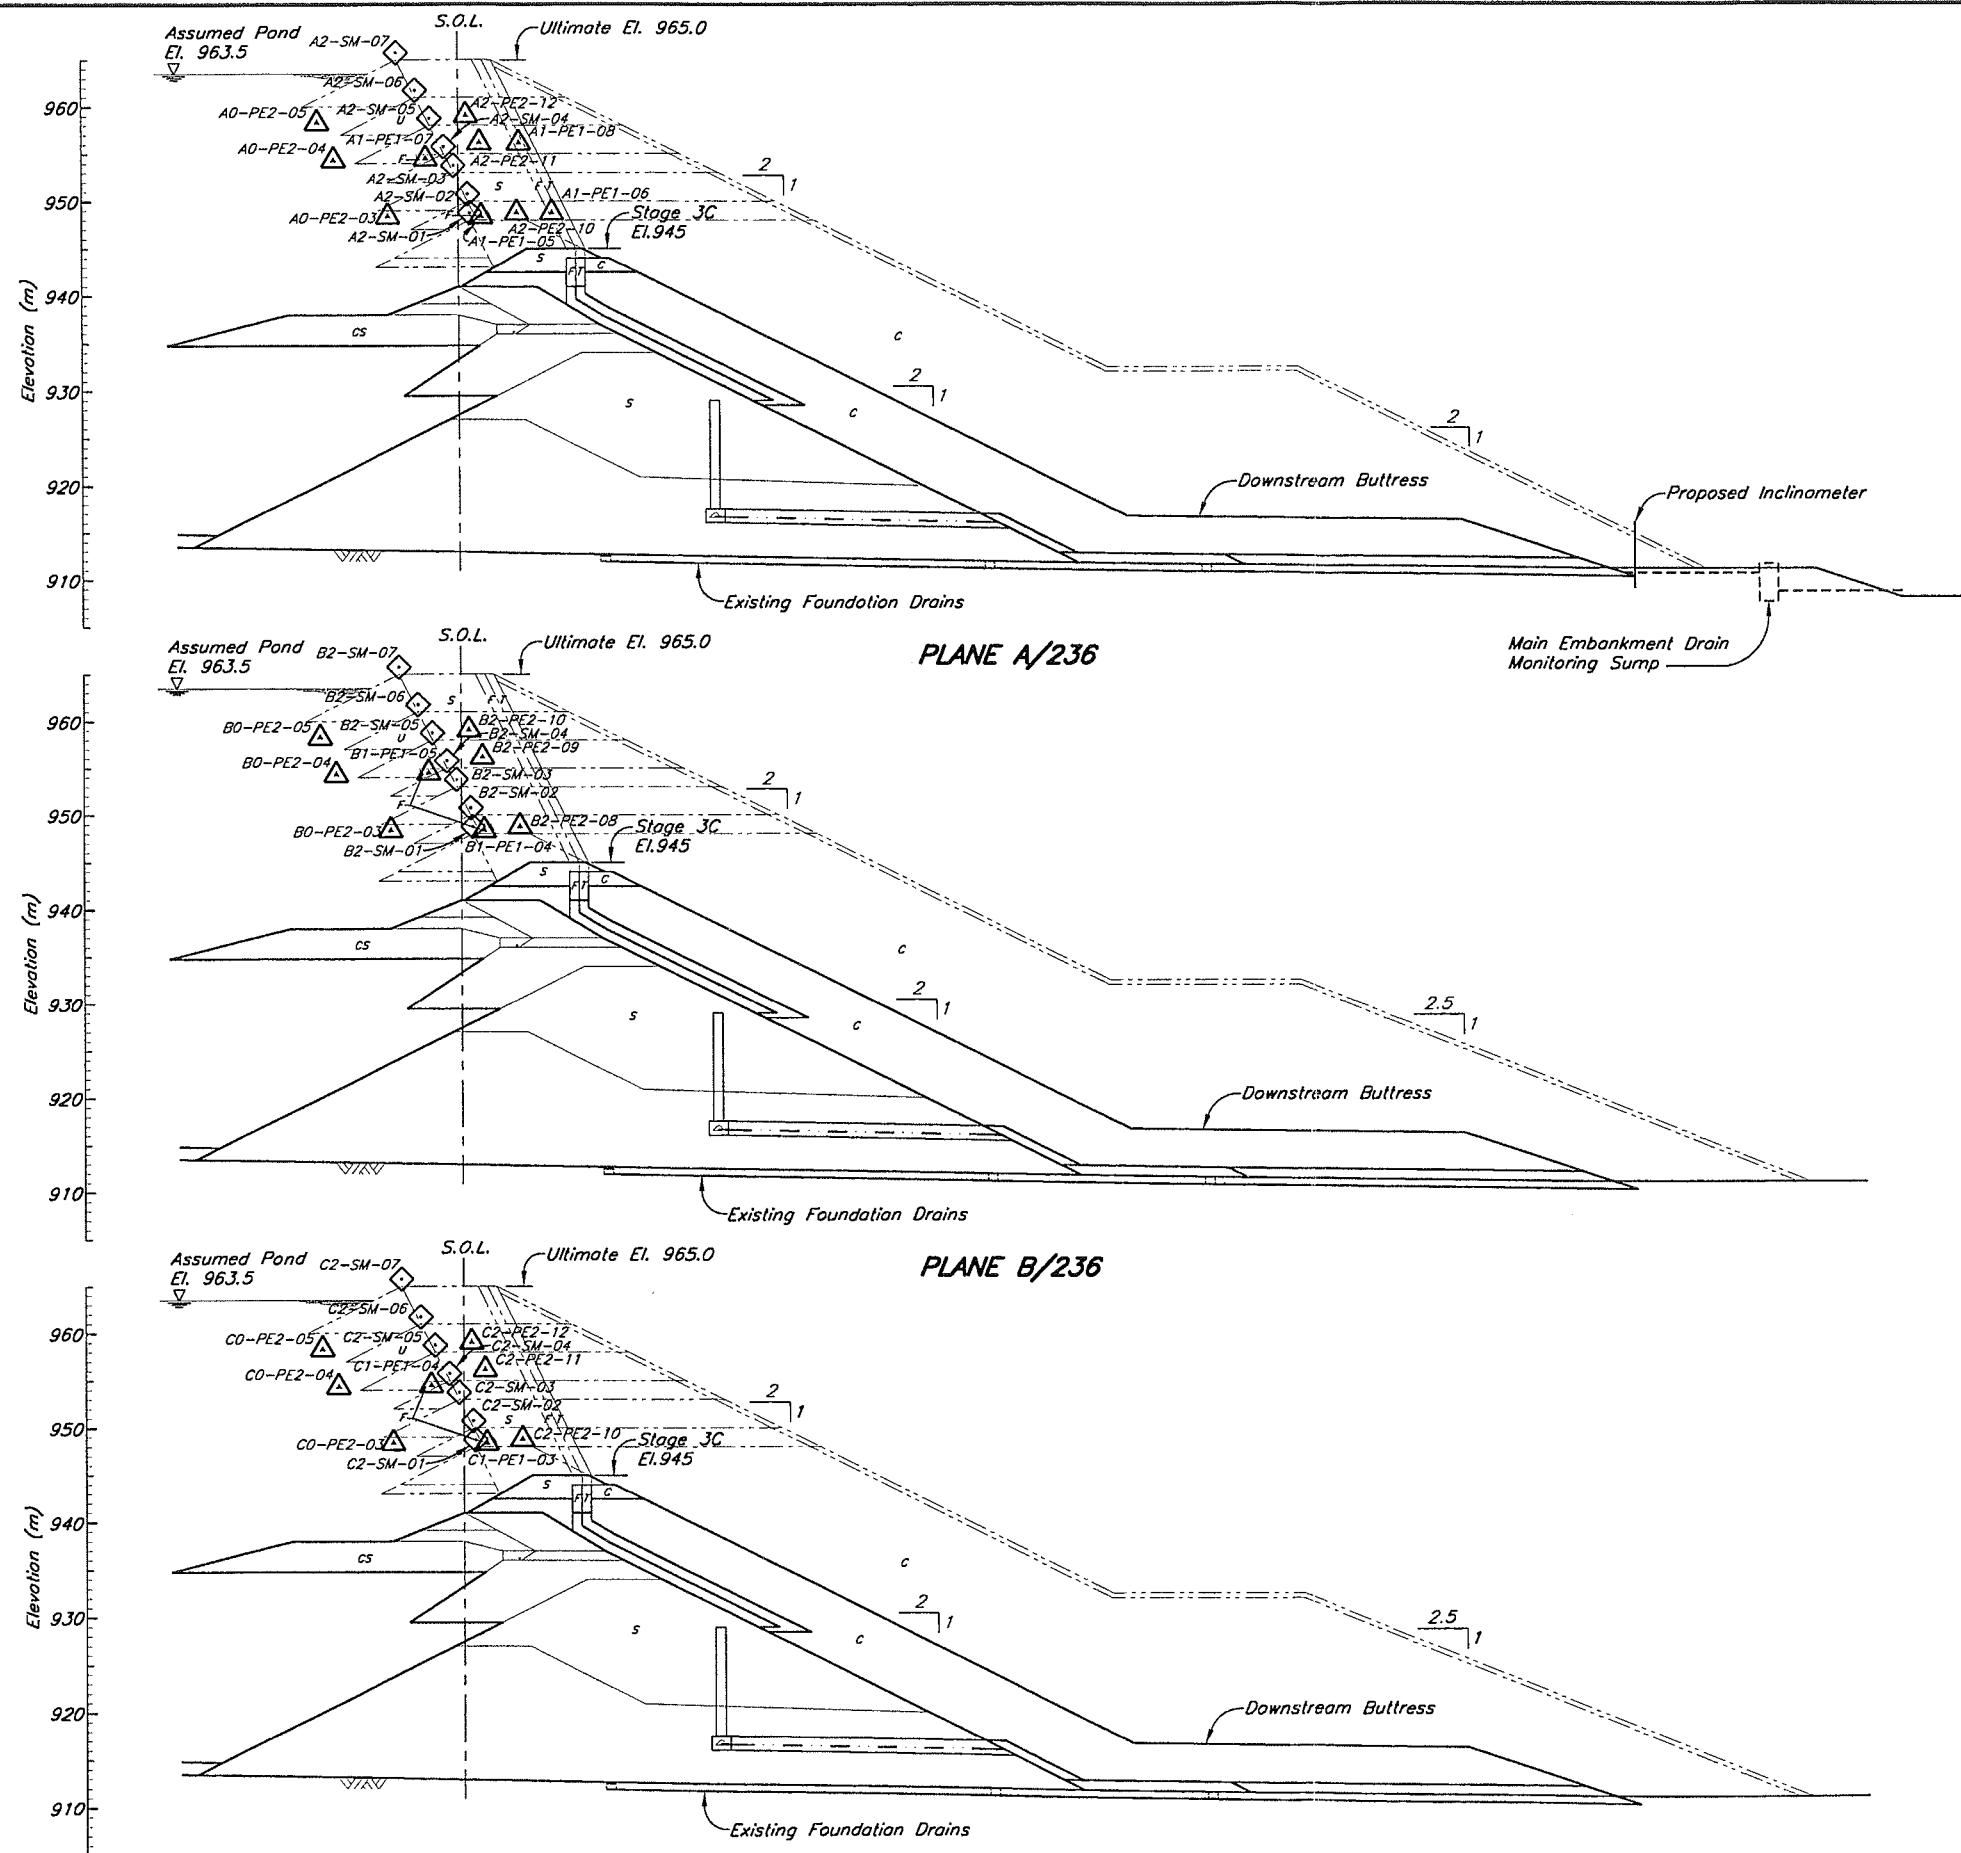 S.O.L.
Ultimate El. 965.0
Assumed Pond
El. 963.5
A2-SM-07
A2-SM-06
A0-PE2-05
A2-SM-05
U
A2-PE2-12
A2-SM-04
A1-PE1-08
A0-PE2-04
A1-PE1-07
F
A2-PE2-11
A2-SM-03
S
F T
A2-SM-02
A1-PE1-06
A0-PE2-03
F
A2-SM-01
A1-PE1-05
A2-PE2-10
Stage 3C
El.945
S
F T
C
CS
S
C
C
2
1
2
1
2
1
Elevation (m)
960
950
940
930
920
910
Downstream Buttress
Proposed Inclinometer
Existing Foundation Drains
Main Embankment Drain
Monitoring Sump
PLANE A/236
S.O.L.
Ultimate El. 965.0
Assumed Pond
El. 963.5
B2-SM-07
B2-SM-06
S
F T
B0-PE2-05
B2-SM-05
U
B2-PE2-10
B2-SM-04
B2-PE2-09
B0-PE2-04
B1-PE1-05
B2-SM-03
B2-SM-02
F
B0-PE2-03
B2-SM-01
B1-PE1-04
B2-PE2-08
Stage 3C
El.945
S
F T
C
CS
S
C
C
2
1
2
1
2.5
1
Elevation (m)
960
950
940
930
920
910
Downstream Buttress
Existing Foundation Drains
PLANE B/236
S.O.L.
Ultimate El. 965.0
Assumed Pond
El. 963.5
C2-SM-07
C2-SM-06
C0-PE2-05
C2-SM-05
U
C2-PE2-12
C2-SM-04
C2-PE2-11
C0-PE2-04
C1-PE1-04
C2-SM-03
C2-SM-02
F
S
F T
C0-PE2-03
C2-SM-01
C1-PE1-03
C2-PE2-10
Stage 3C
El.945
S
F T
C
CS
S
C
C
2
1
2
1
2.5
1
Elevation (m)
960
950
940
930
920
910
Downstream Buttress
Existing Foundation Drains